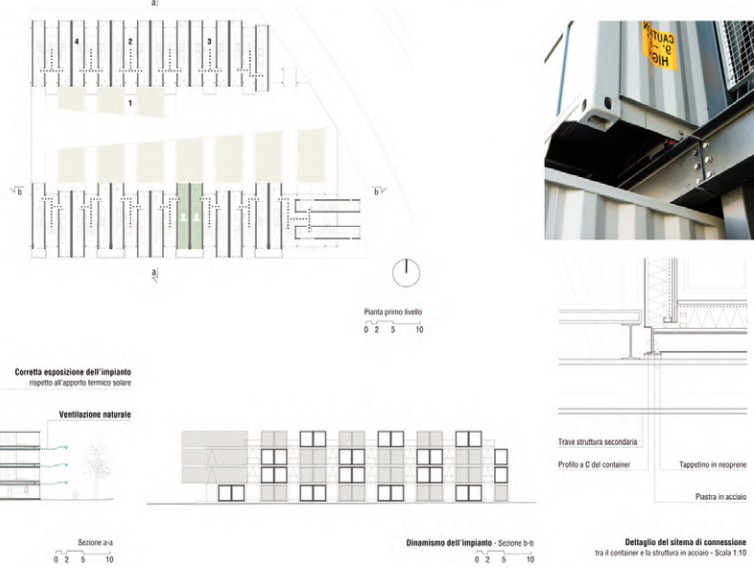 a
4
2
3
1
b
b
a
Pianta primo livello
0 2 5 10
CAUTION
9'
HIGH
Corretta esposizione dell'impianto
rispetto all'apporto termico solare
Ventilazione naturale
Sezione a-a
0 2 5 10
Dinamismo dell'impianto - Sezione b-b
0 2 5 10
Trave struttura secondaria
Profilo a C del container
Tappetino in neoprene
Piastra in acciaio
Dettaglio del sitema di connessione
tra il container e la struttura in acciaio - Scala 1:10